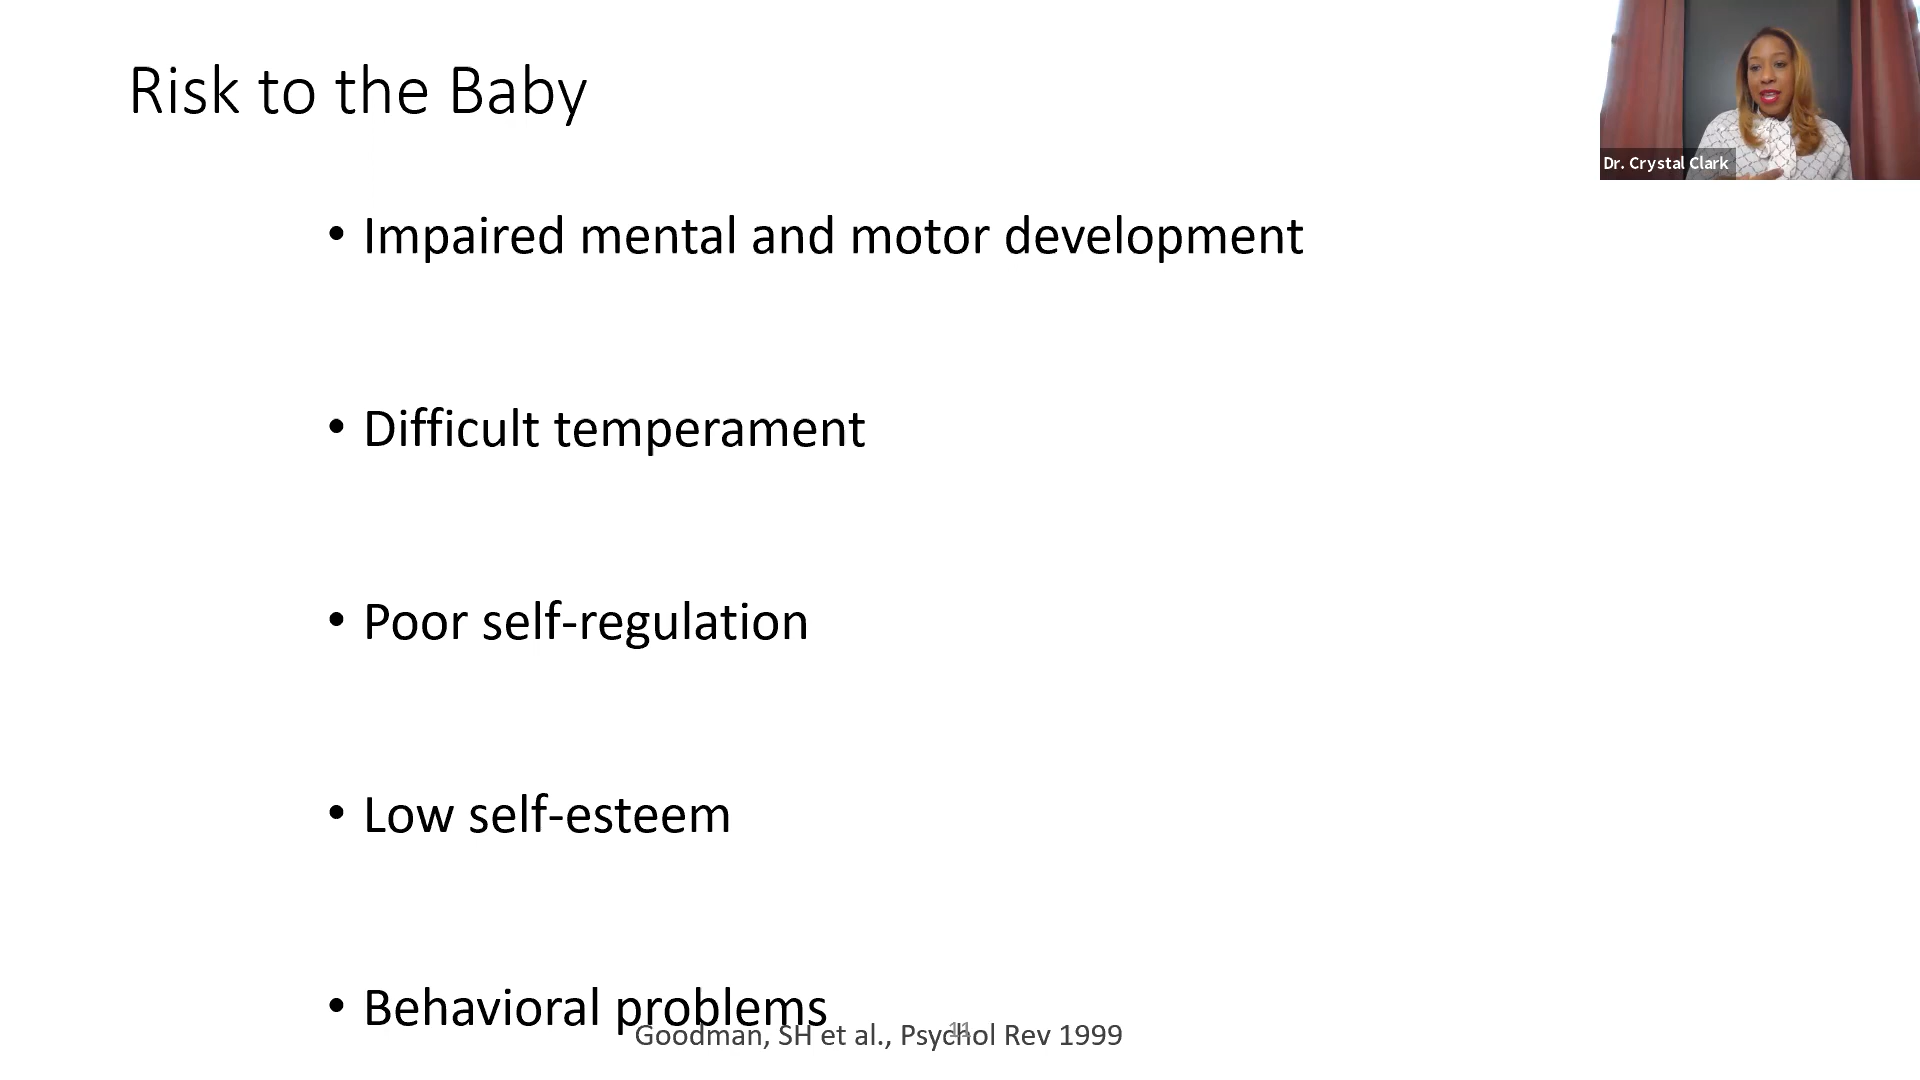 Risk to the Baby
Dr. Crystal Clark
• Impaired mental and motor development
• Difficult temperament
• Poor self-regulation
• Low self-esteem
• Behavioral problems
Goodman, SH et al., Psychol Rev 1999
11